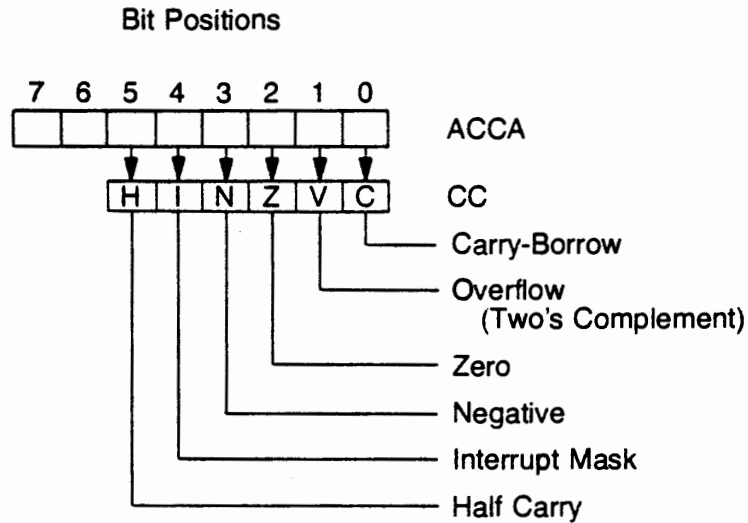 Bit Positions
7 6 5 4 3 2 1 0
ACCA
H I N Z V C
CC
Carry-Borrow
Overflow
(Two's Complement)
Zero
Negative
Interrupt Mask
Half Carry